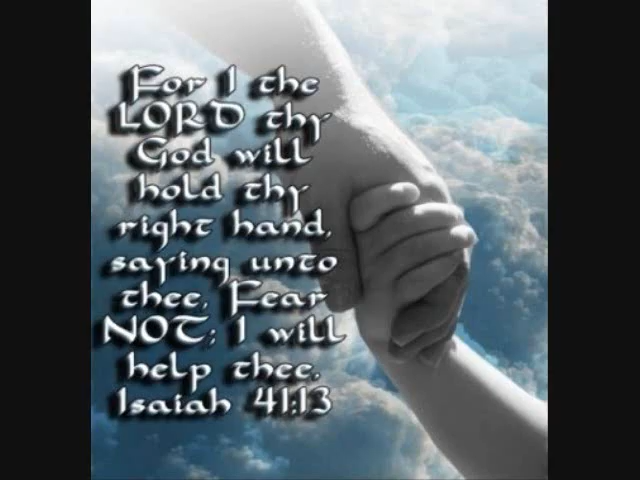 For I the
LORD thy
God will
hold thy
right hand,
saying unto
thee, Fear
NOT; I will
help thee.
Isaiah 41:13